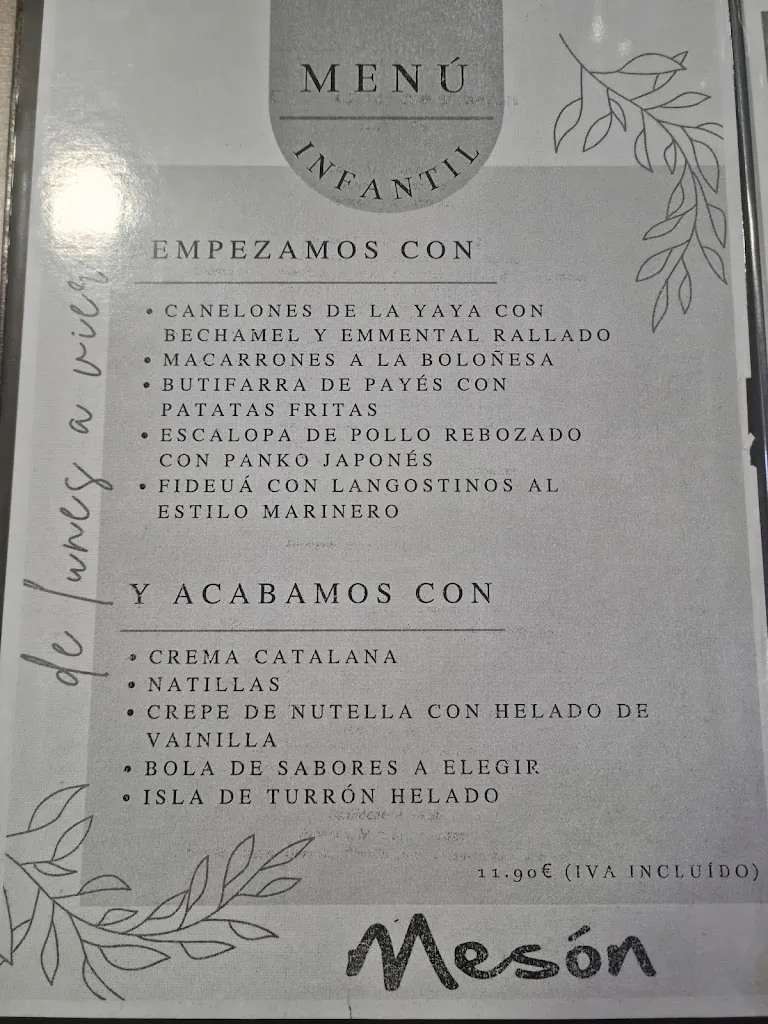 MENÚ
INFANTIL
EMPEZAMOS CON
• CANELONES DE LA YAYA CON
BECHAMEL Y EMMENTAL RALLADO
• MACARRONES A LA BOLOÑESA
• BUTIFARRA DE PAYÉS CON
PATATAS FRITAS
• ESCALOPA DE POLLO REBOZADO
CON PANKO JAPONÉS
• FIDEUÁ CON LANGOSTINOS AL
ESTILO MARINERO
de lunes a
Y ACABAMOS CON
• CREMA CATALANA
• NATILLAS
• CREPE DE NUTELLA CON HELADO DE
VAINILLA
• BOLA DE SABORES A ELEGIR
• ISLA DE TURRÓN HELADO
11.90€ (IVA INCLUÍDO)
Mesón